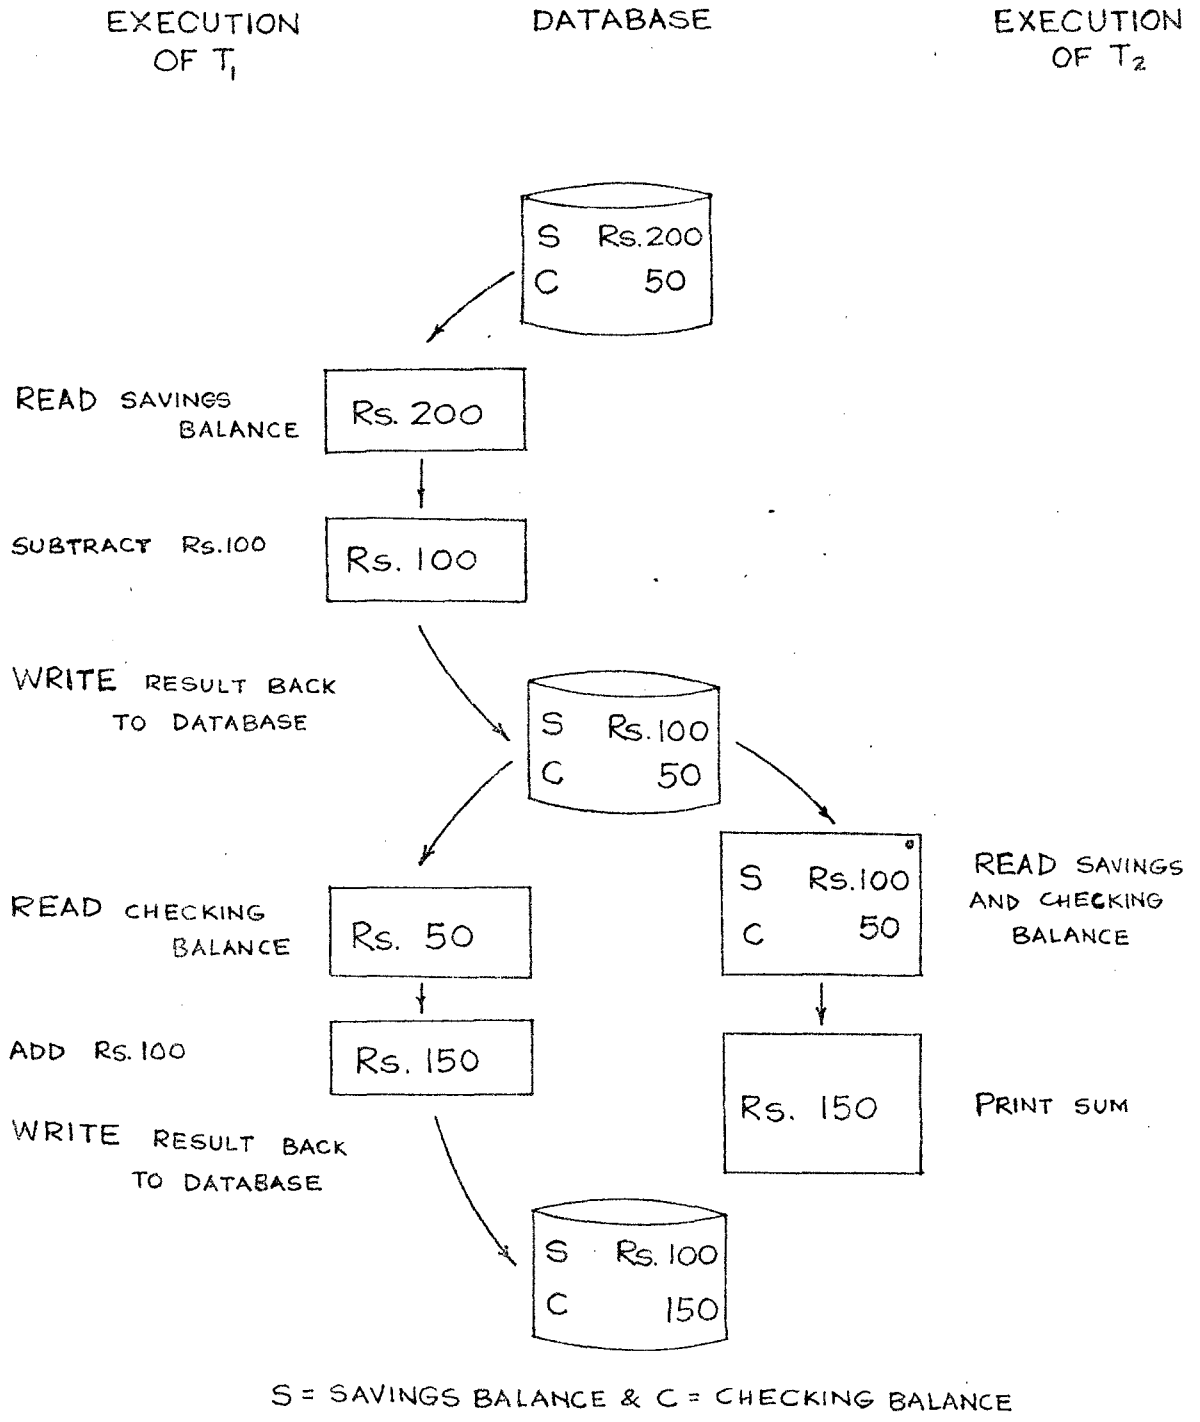 EXECUTION OF T₁
DATABASE
EXECUTION OF T₂
S Rs.200
C 50
READ SAVINGS
BALANCE
Rs. 200
SUBTRACT Rs.100
Rs. 100
WRITE RESULT BACK
TO DATABASE
S Rs.100
C 50
READ CHECKING
BALANCE
Rs. 50
S Rs.100
C 50
READ SAVINGS
AND CHECKING
BALANCE
ADD Rs.100
Rs. 150
Rs. 150
PRINT SUM
WRITE RESULT BACK
TO DATABASE
S Rs. 100
C 150
S = SAVINGS BALANCE & C = CHECKING BALANCE